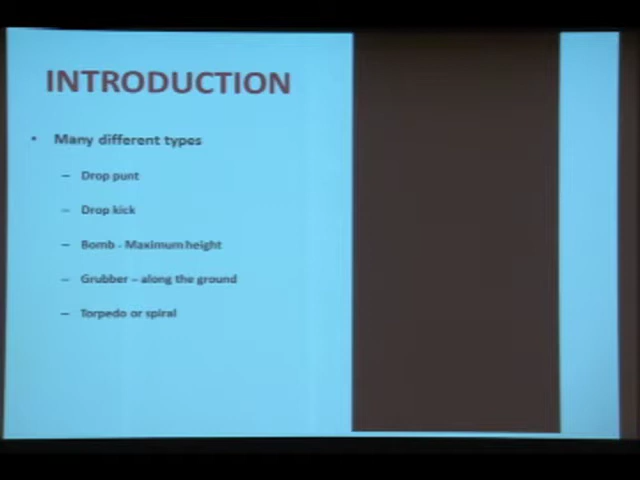 INTRODUCTION
• Many different types
– Drop punt
– Drop kick
– Bomb - Maximum height
– Grubber – along the ground
– Torpedo or spiral